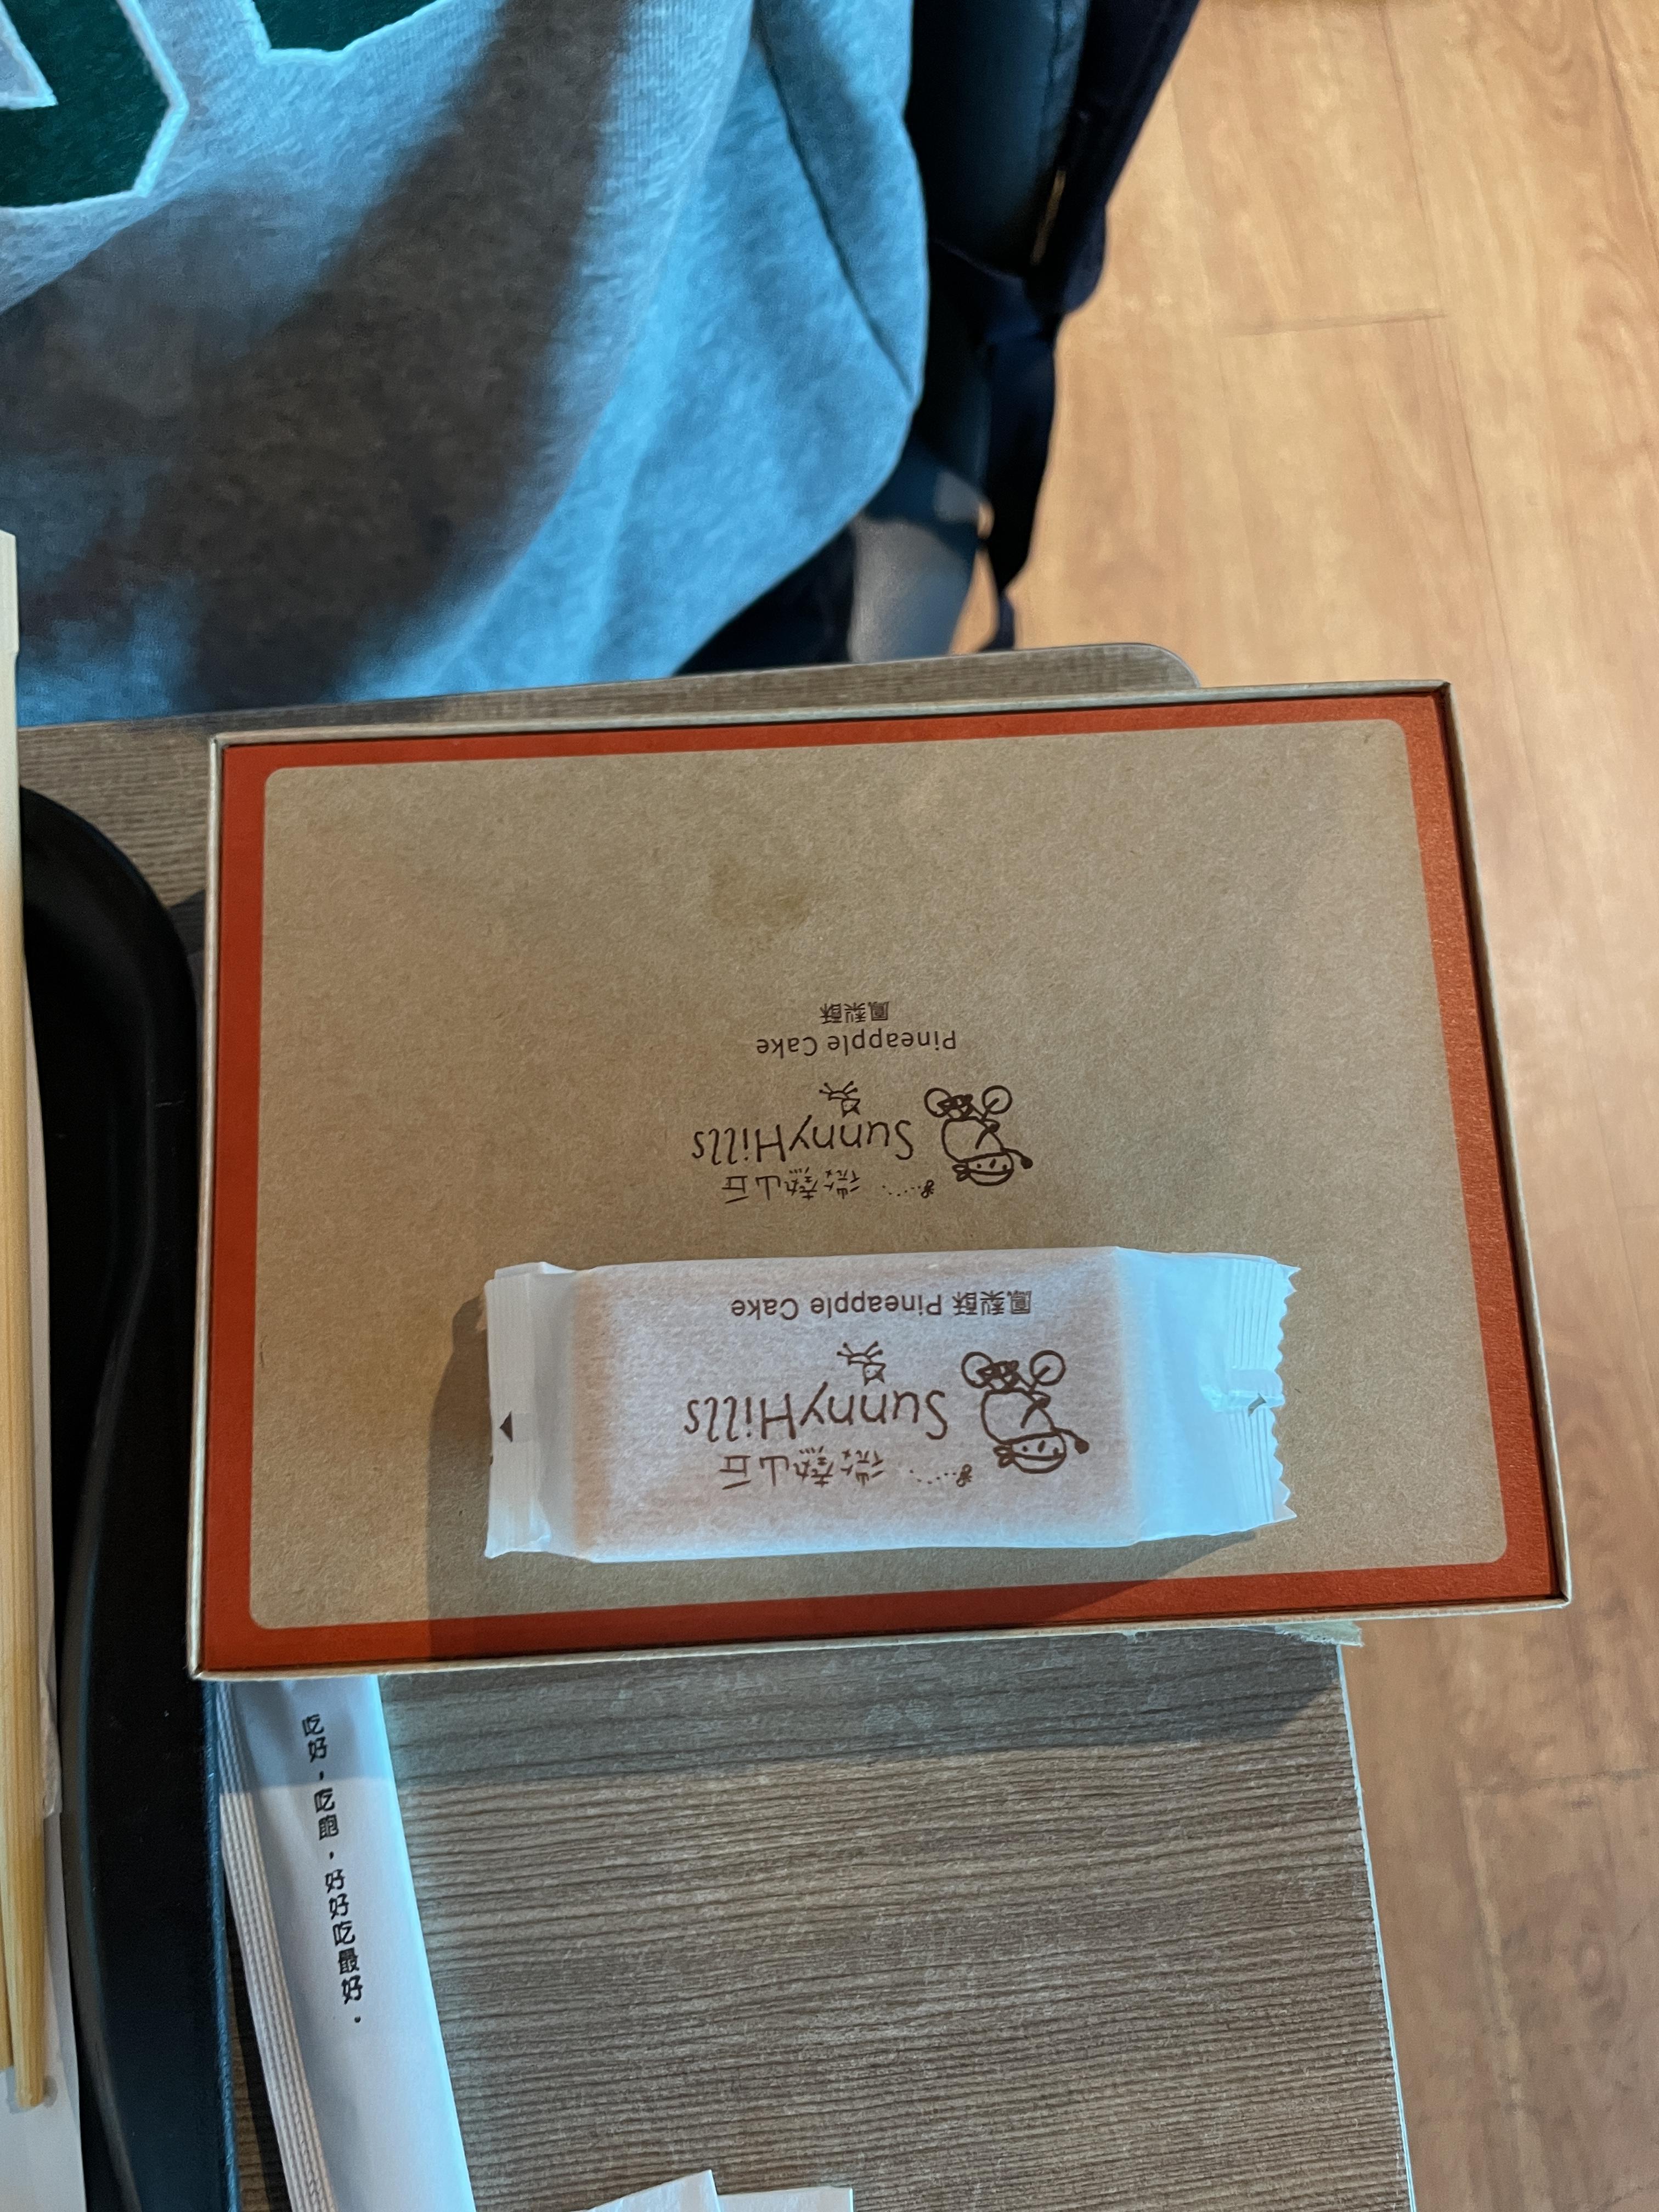 微熱山丘
SunnyHills
Pineapple Cake
鳳梨酥
微熱山丘
SunnyHills
鳳梨酥 Pineapple Cake
吃好，吃飽，好好吃最好。